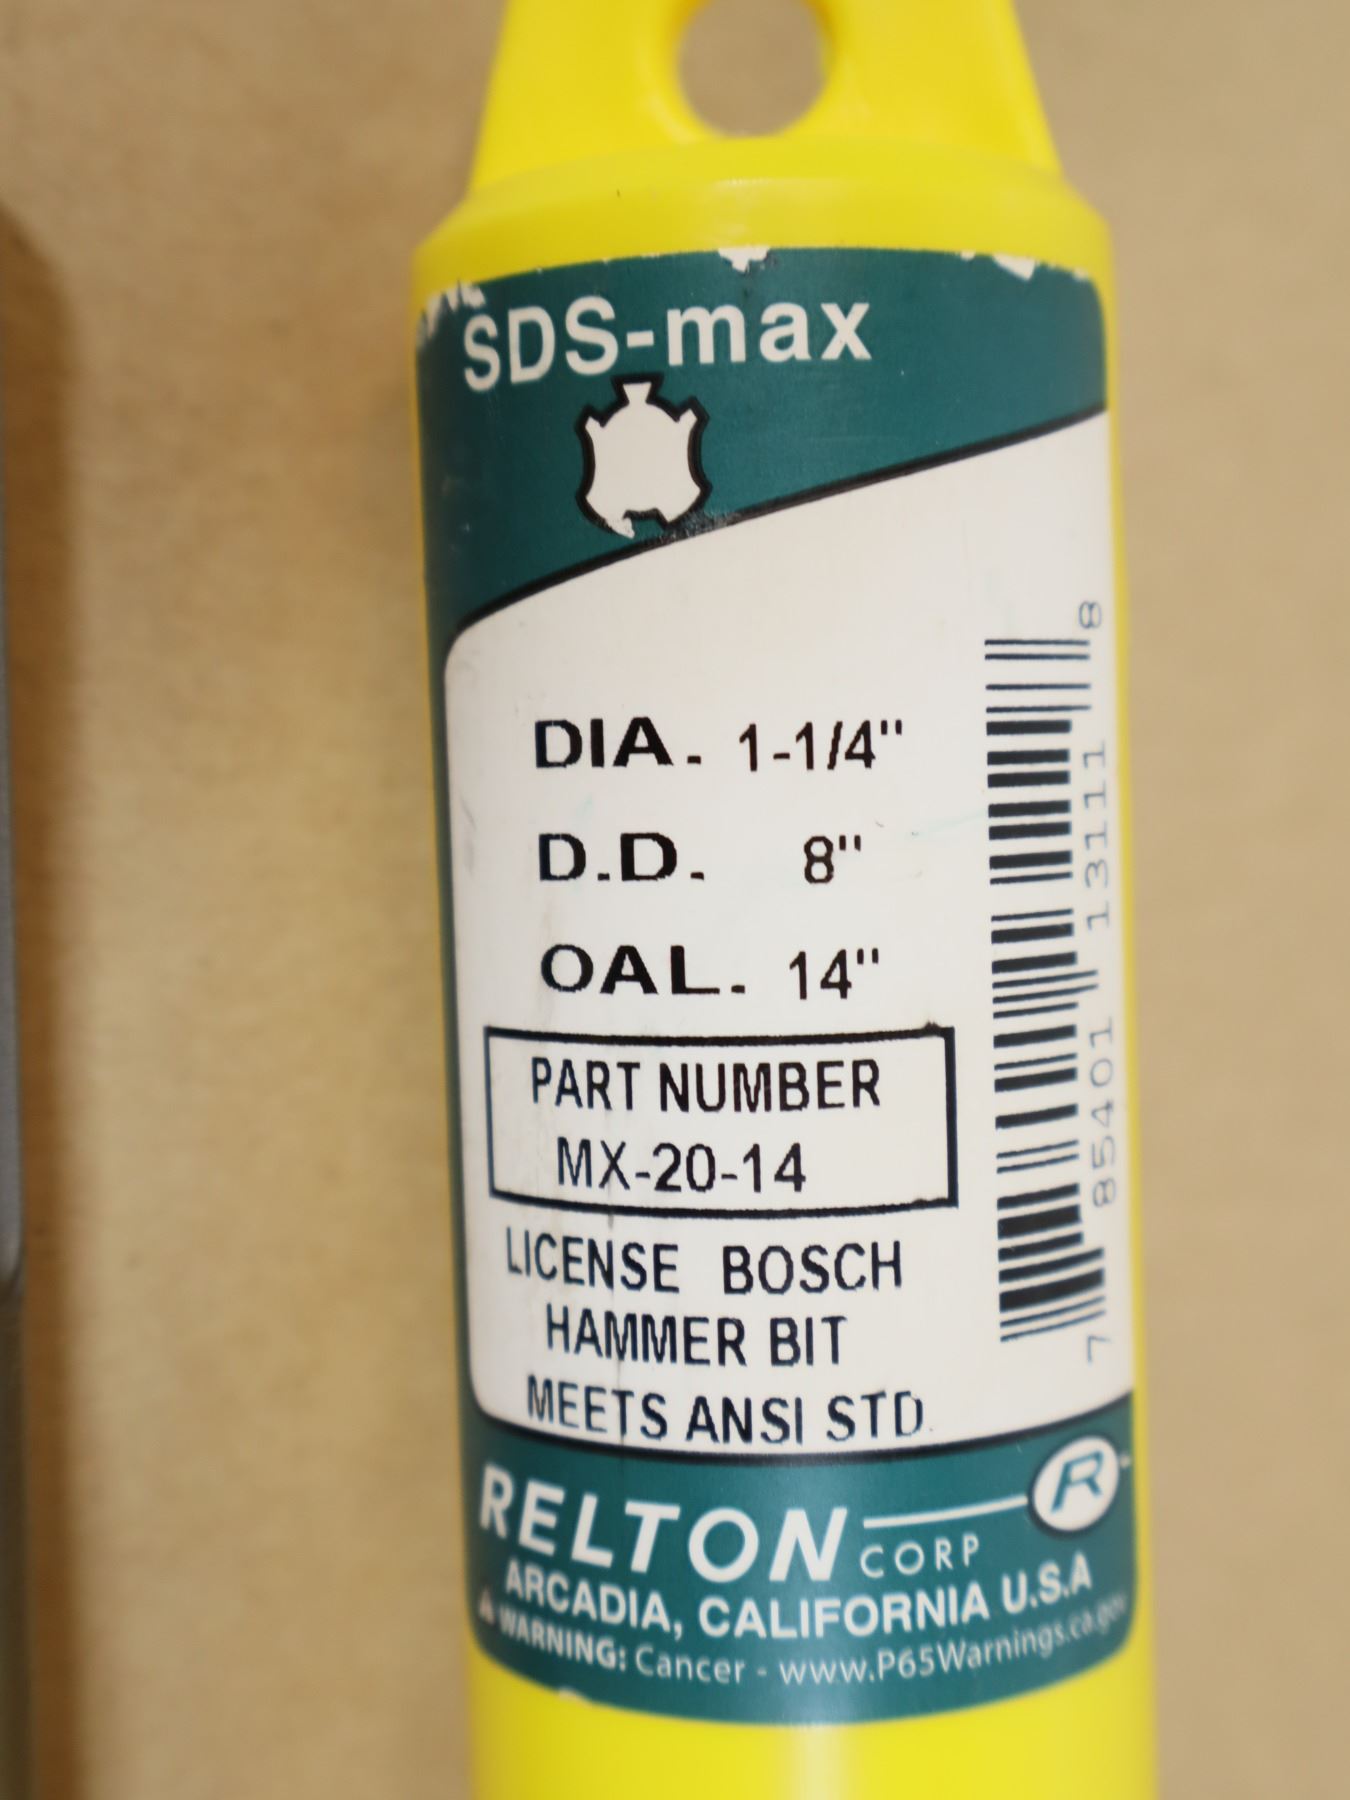 SDS-max
DIA. 1-1/4"
D.D. 8"
OAL. 14"
PART NUMBER
MX-20-14
LICENSE BOSCH
HAMMER BIT
MEETS ANSI STD.
7 85401 13111 8
RELTON CORP
R
ARCADIA, CALIFORNIA U.S.A
WARNING: Cancer - www.P65Warnings.ca.gov